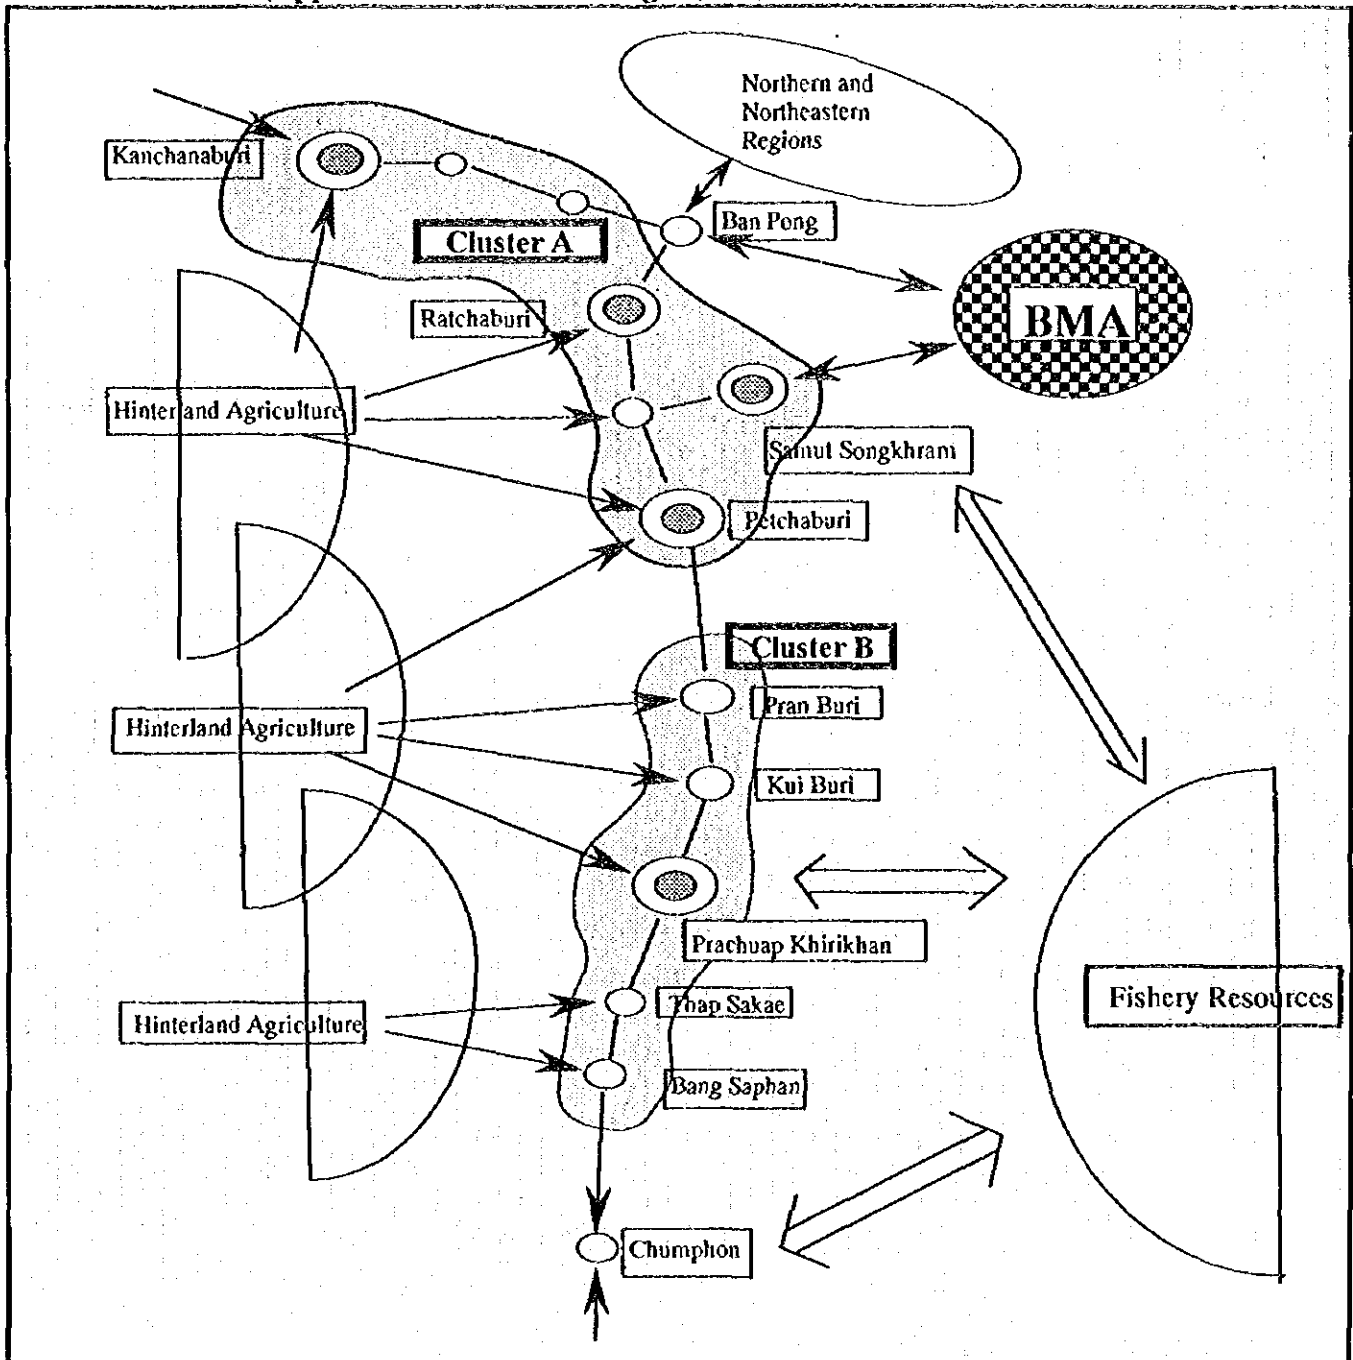 Northern and
Northeastern
Regions
Kanchanaburi
Ban Pong
Cluster A
Ratchaburi
BMA
Hinterland Agriculture
Samut Songkhram
Petchaburi
Cluster B
Pran Buri
Hinterland Agriculture
Kui Buri
Prachuap Khirikhan
Fishery Resources
Thap Sakae
Hinterland Agriculture
Bang Saphan
Chumphon